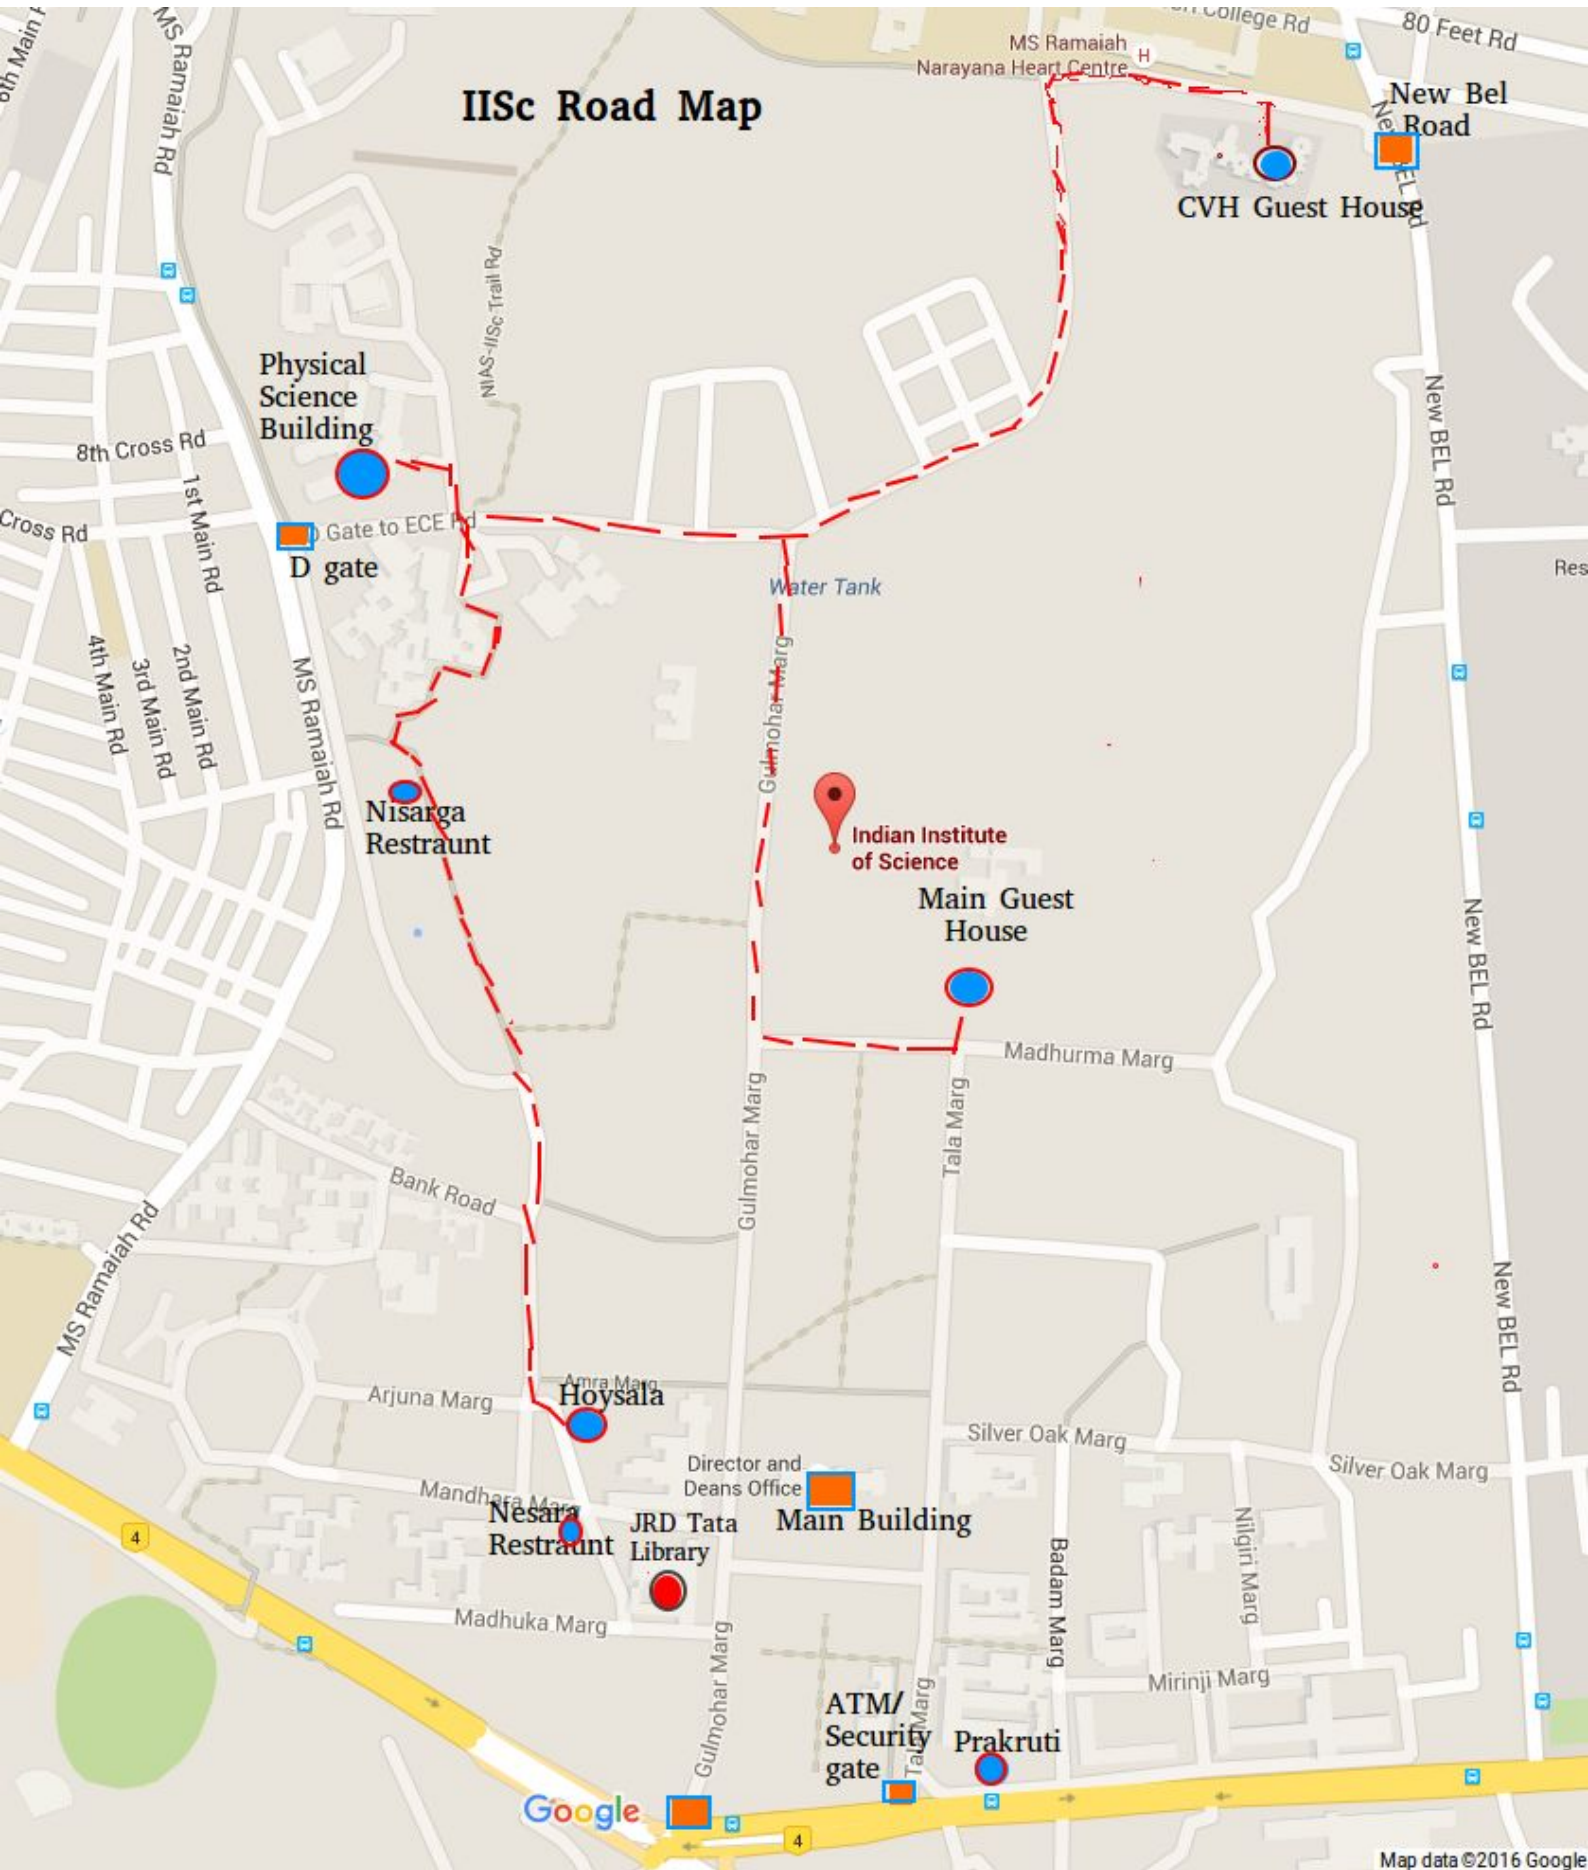 6th Main R
MS Ramaiah Rd
College Rd
80 Feet Rd
MS Ramaiah
Narayana Heart Centre
H
IISc Road Map
New Bel
Road
New BEL Rd
CVH Guest House
NIAS-IISc Trail Rd
Physical
Science
Building
8th Cross Rd
1st Main Rd
New BEL Rd
Cross Rd
D Gate to ECE Rd
D gate
Water Tank
Res
4th Main Rd
3rd Main Rd
2nd Main Rd
MS Ramaiah Rd
Gulmohar Marg
Nisarga
Restraunt
Indian Institute
of Science
Main Guest
House
New BEL Rd
Madhurma Marg
Gulmohar Marg
Tala Marg
Bank Road
MS Ramaiah Rd
New BEL Rd
Amra Marg
Arjuna Marg
Hoysala
Silver Oak Marg
Silver Oak Marg
Director and
Deans Office
Mandhara Marg
Main Building
Nesara
Restraunt
JRD Tata
Library
4
Nilgiri Marg
Badam Marg
Madhuka Marg
Gulmohar Marg
Mirinji Marg
ATM/
Security
gate
Tala Marg
Prakruti
Google
4
Map data ©2016 Google